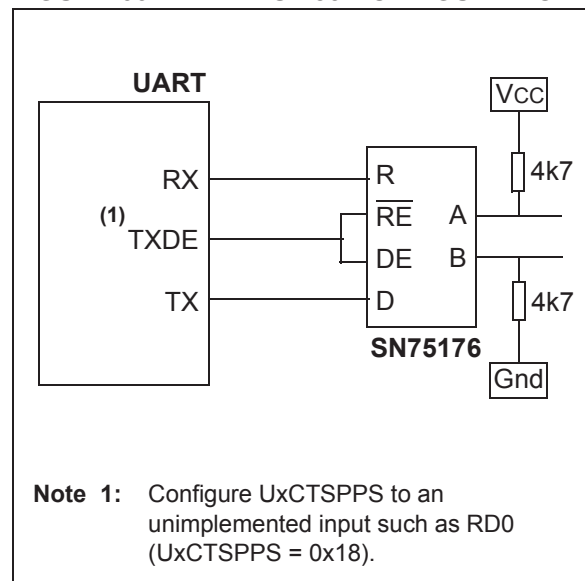 UART
VCC
RX
R
4k7
(1)
TXDE
RE
A
DE
B
TX
D
4k7
SN75176
Gnd
Note 1: Configure UxCTSPPS to an
unimplemented input such as RD0
(UxCTSPPS = 0x18).